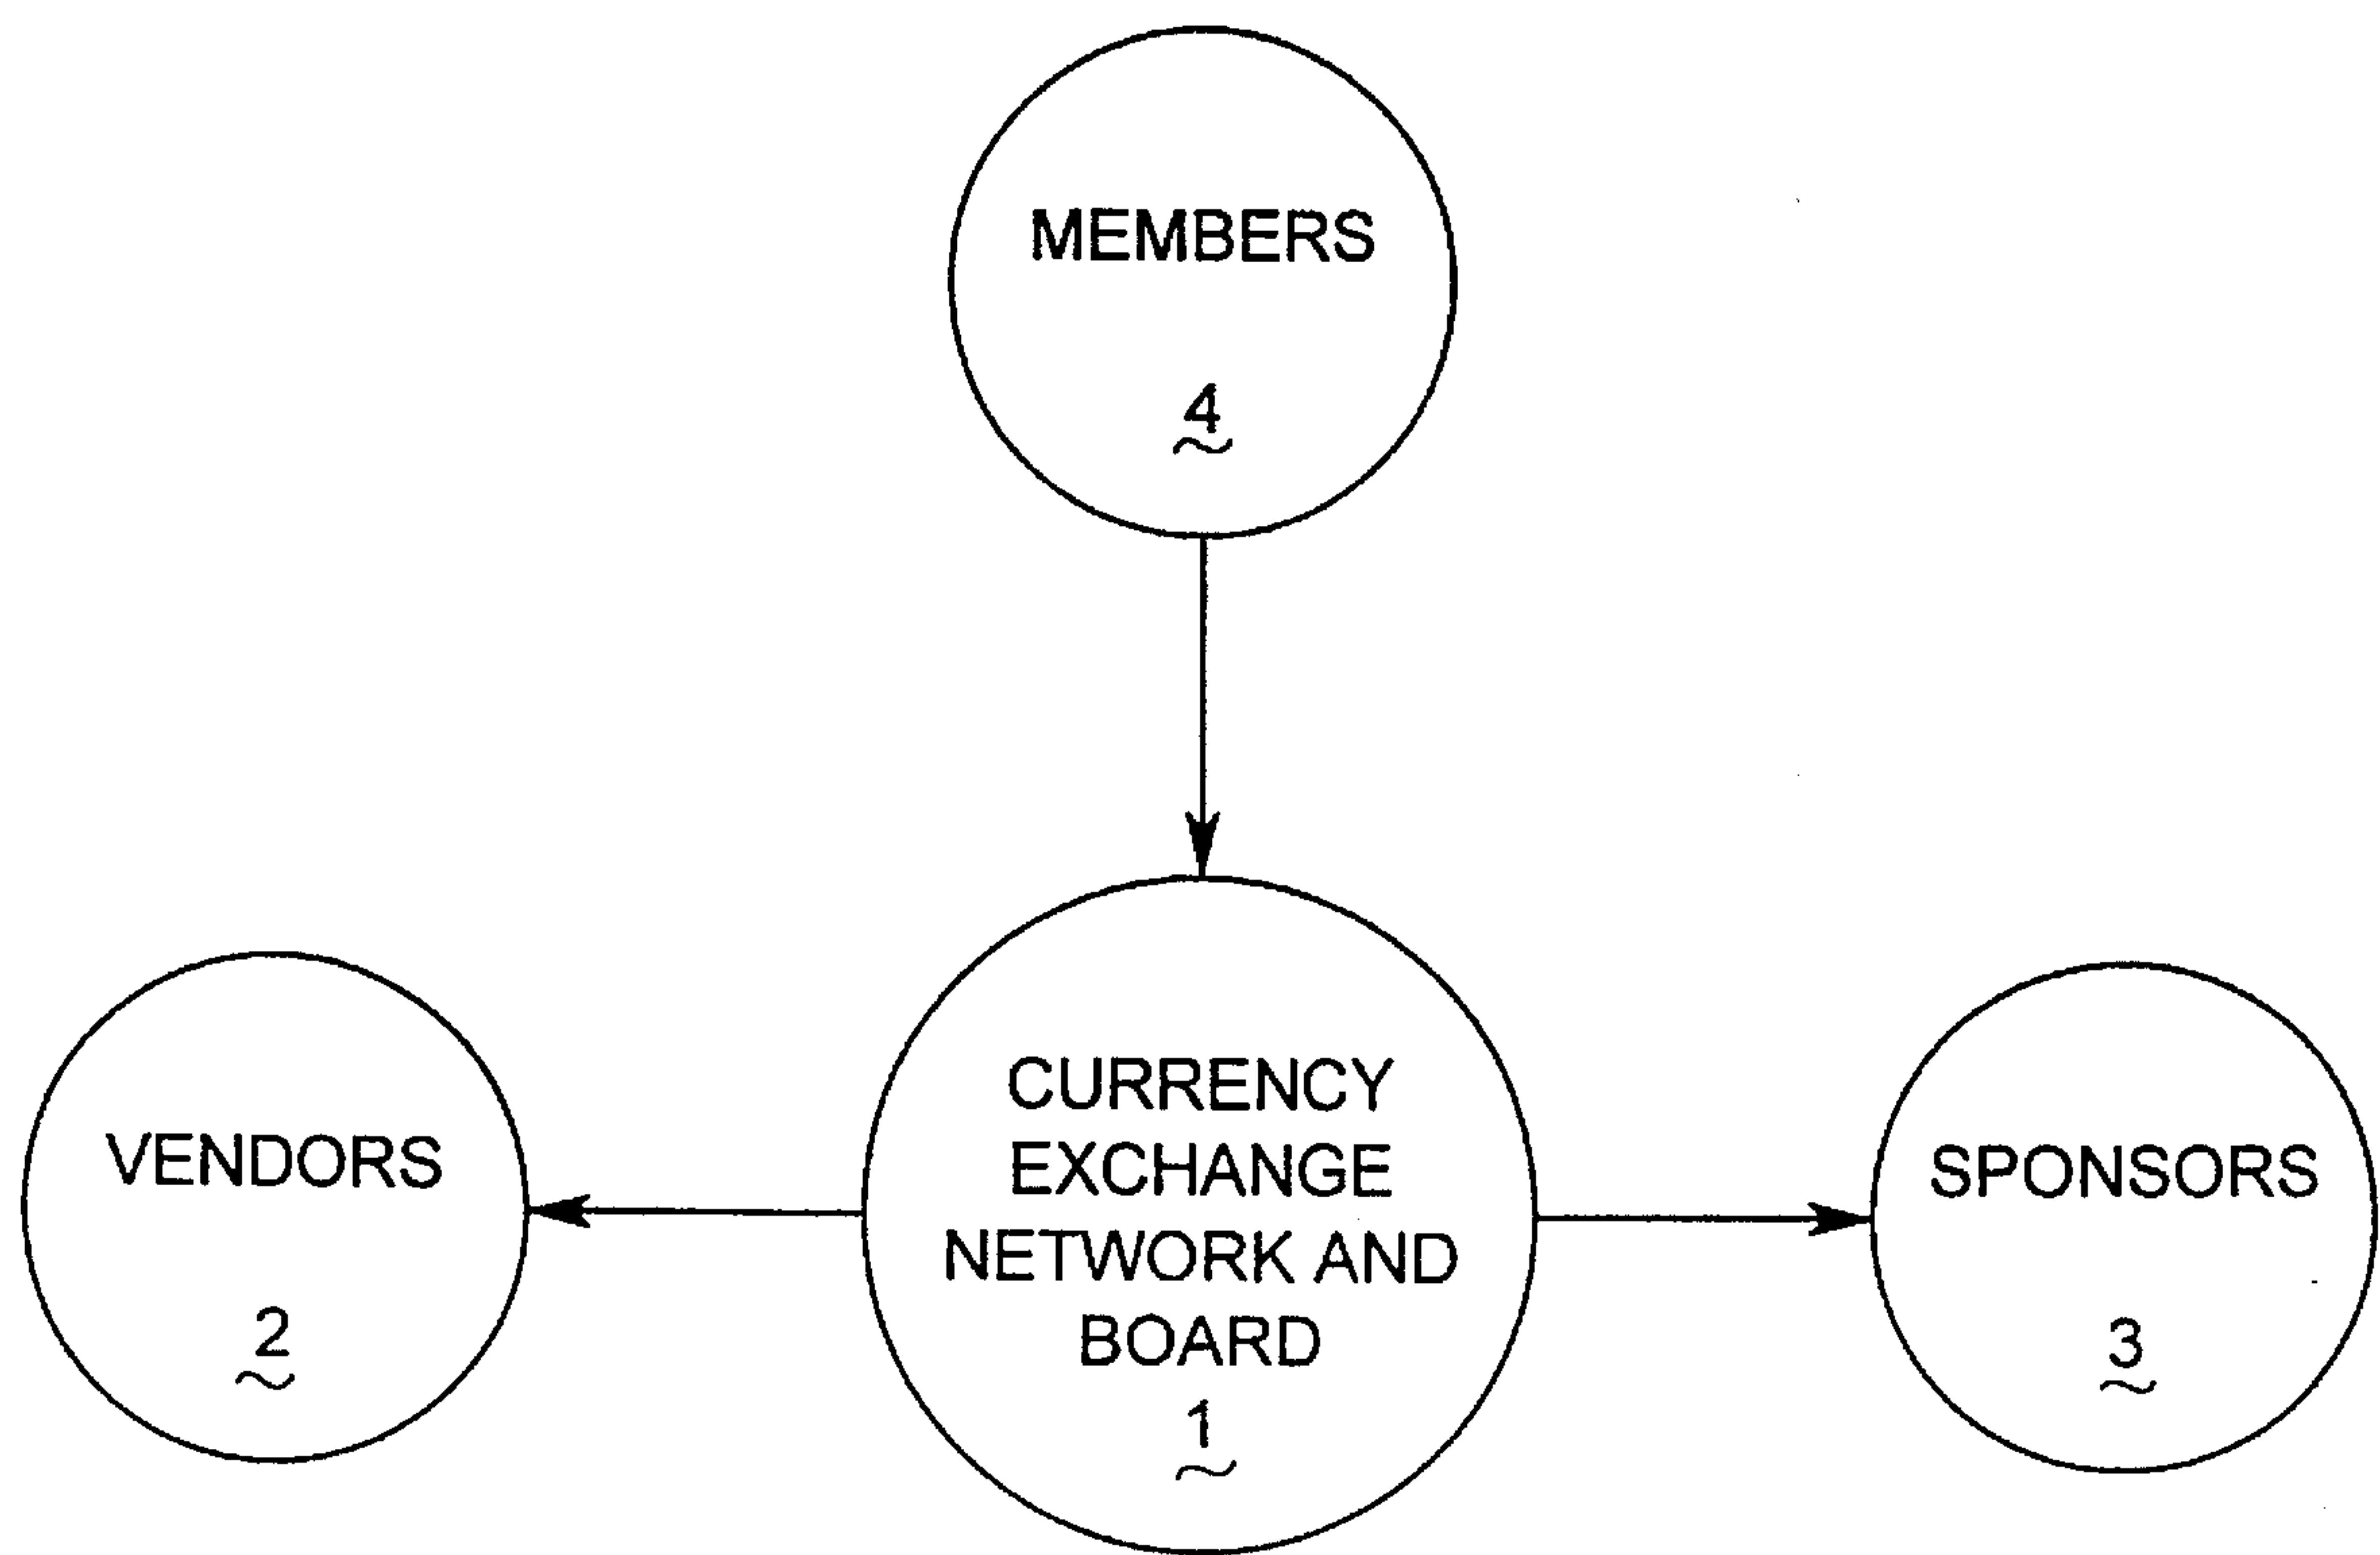 MEMBERS
4
VENDORS
2
CURRENCY
EXCHANGE
NETWORK AND
BOARD
1
SPONSORS
3